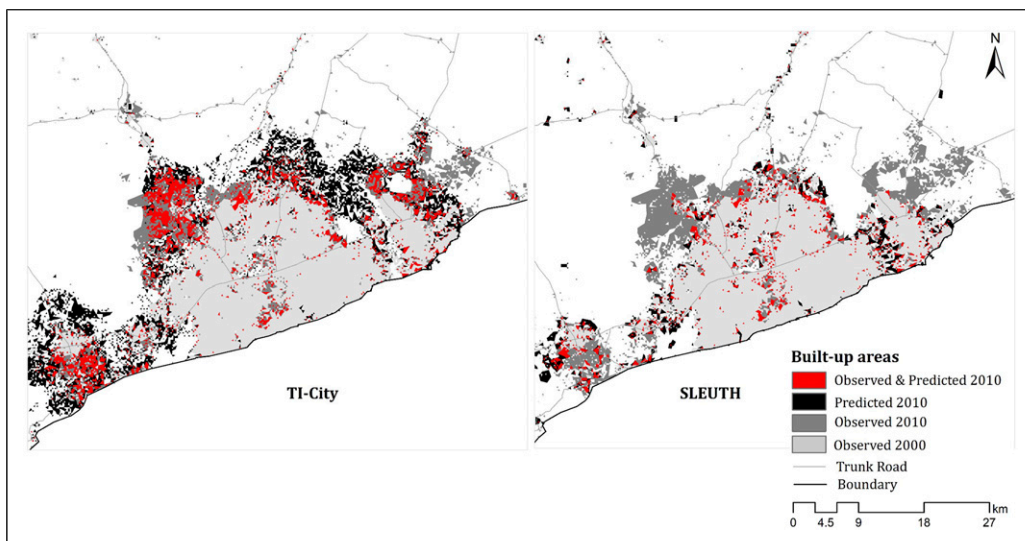 N
TI-City
SLEUTH
Built-up areas
Observed & Predicted 2010
Predicted 2010
Observed 2010
Observed 2000
Trunk Road
Boundary
km
0 4.5 9 18 27